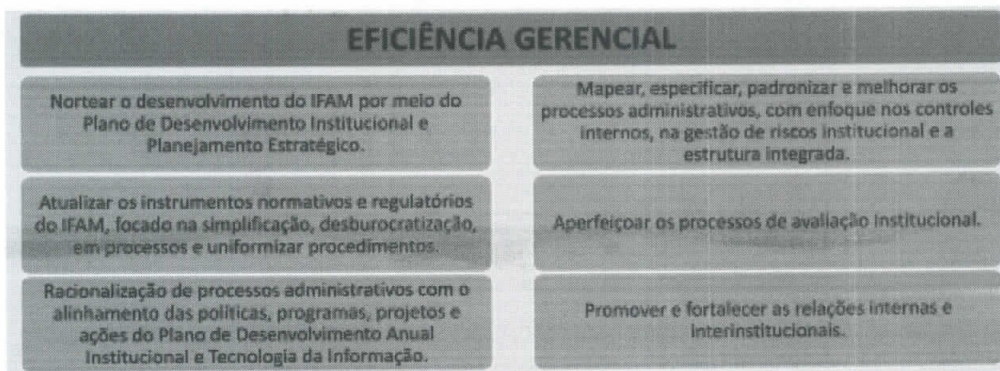 EFICIÊNCIA GERENCIAL
Nortear o desenvolvimento do IFAM por meio do
Plano de Desenvolvimento Institucional e
Planejamento Estratégico.
Mapear, especificar, padronizar e melhorar os
processos administrativos, com enfoque nos controles
internos, na gestão de riscos institucional e a
estrutura integrada.
Atualizar os instrumentos normativos e regulatórios
do IFAM, focado na simplificação, desburocratização,
em processos e uniformizar procedimentos.
Aperfeiçoar os processos de avaliação institucional.
Racionalização de processos administrativos com o
alinhamento das políticas, programas, projetos e
ações do Plano de Desenvolvimento Anual
Institucional e Tecnologia da Informação.
Promover e fortalecer as relações internas e
interinstitucionais.